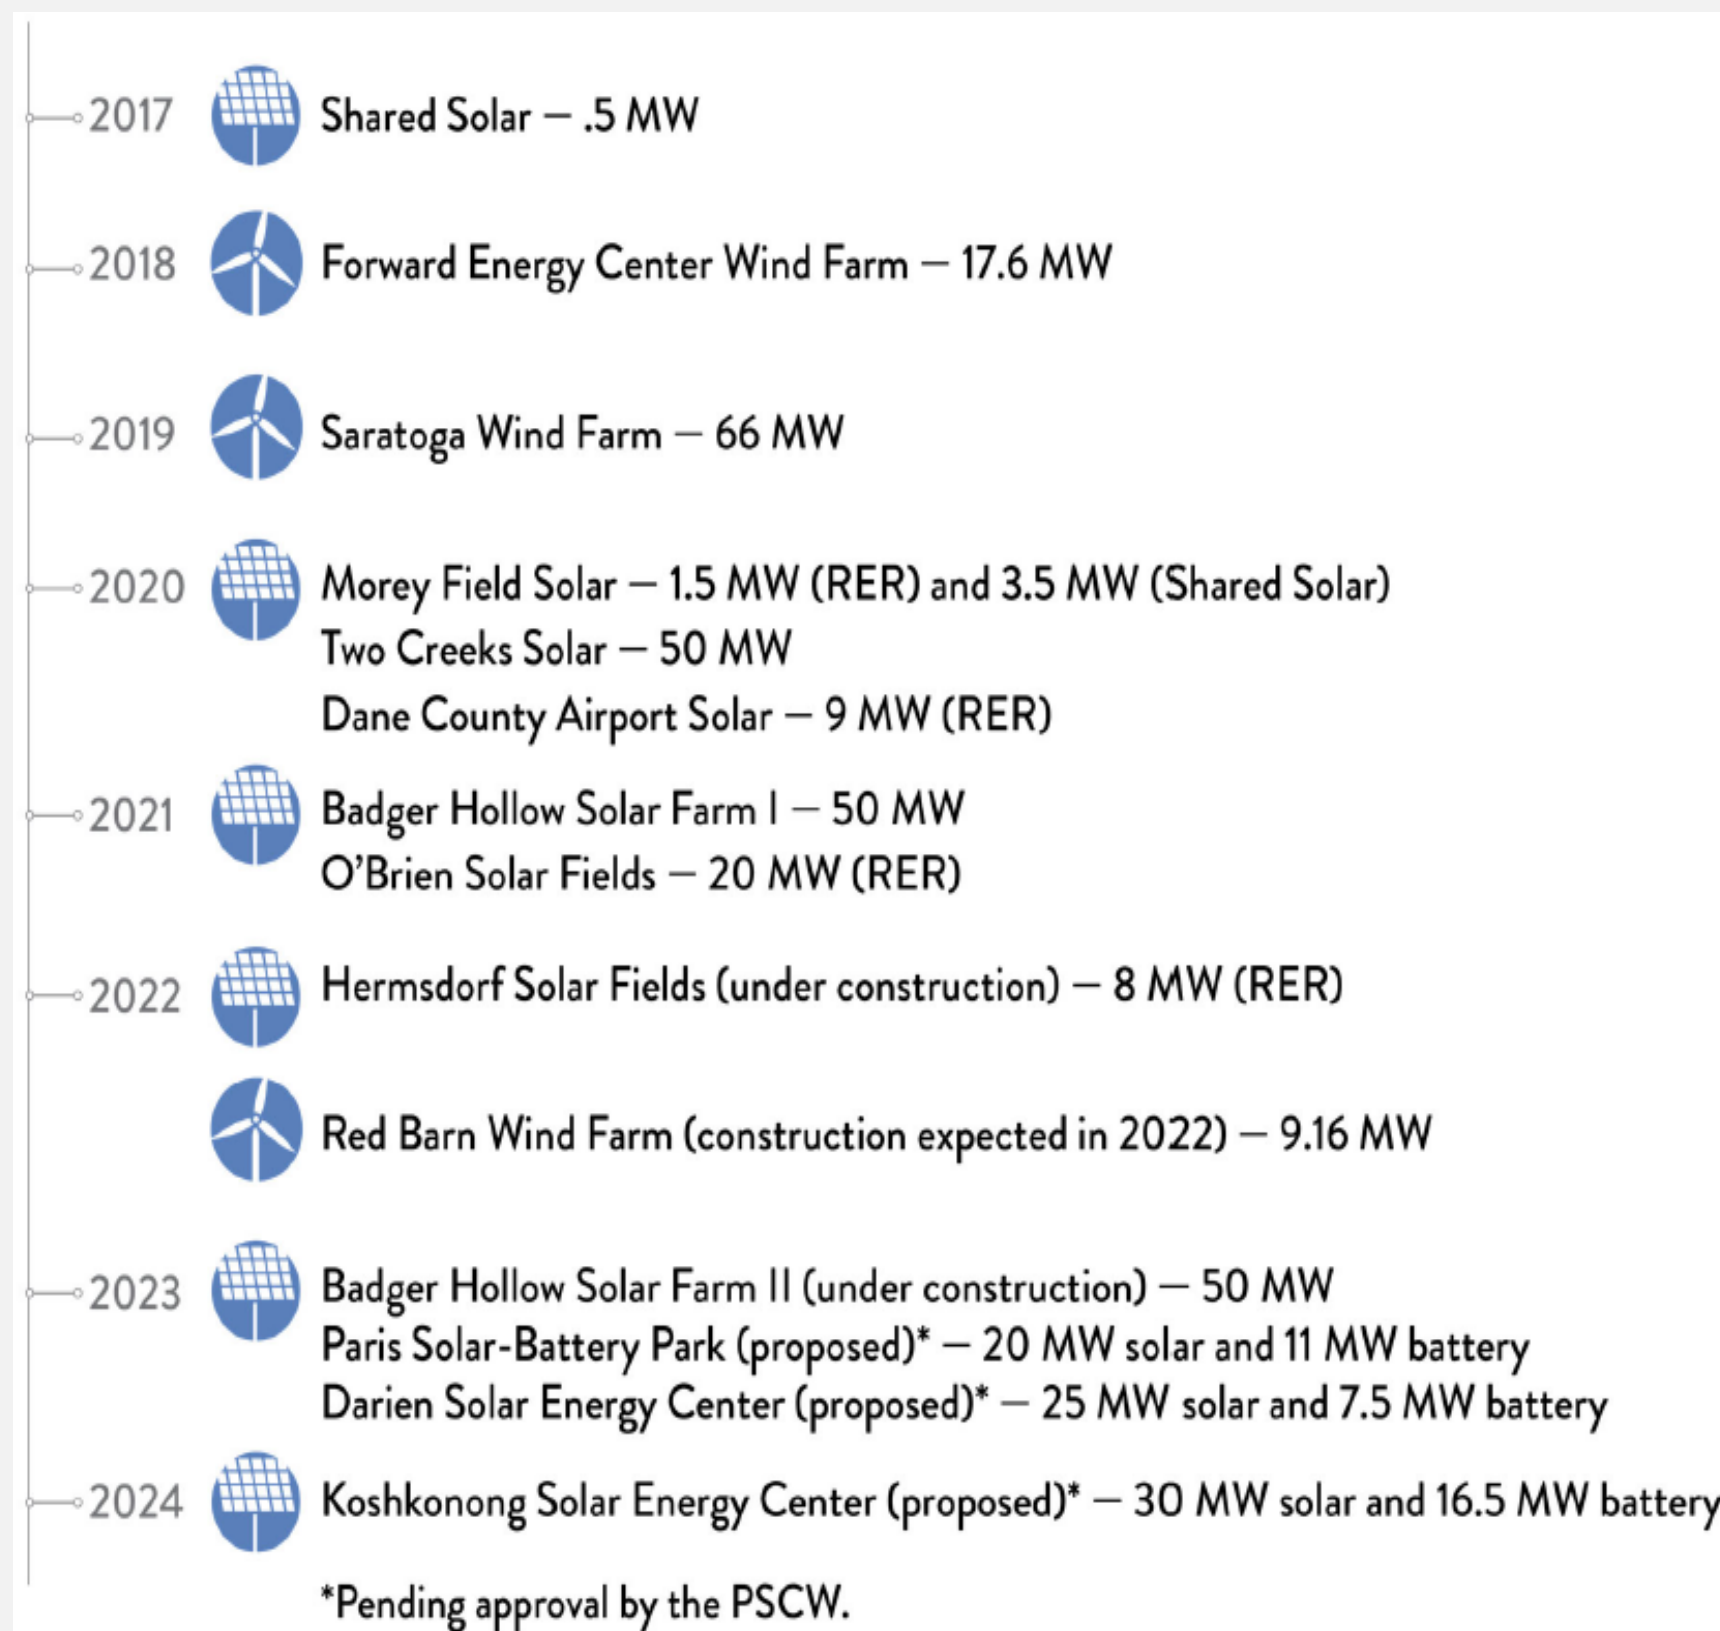 2017 Shared Solar — .5 MW
2018 Forward Energy Center Wind Farm — 17.6 MW
2019 Saratoga Wind Farm — 66 MW
2020 Morey Field Solar — 1.5 MW (RER) and 3.5 MW (Shared Solar)
Two Creeks Solar — 50 MW
Dane County Airport Solar — 9 MW (RER)
2021 Badger Hollow Solar Farm I — 50 MW
O’Brien Solar Fields — 20 MW (RER)
2022 Hermsdorf Solar Fields (under construction) — 8 MW (RER)
Red Barn Wind Farm (construction expected in 2022) — 9.16 MW
2023 Badger Hollow Solar Farm II (under construction) — 50 MW
Paris Solar-Battery Park (proposed)* — 20 MW solar and 11 MW battery
Darien Solar Energy Center (proposed)* — 25 MW solar and 7.5 MW battery
2024 Koshkonong Solar Energy Center (proposed)* — 30 MW solar and 16.5 MW battery
*Pending approval by the PSCW.